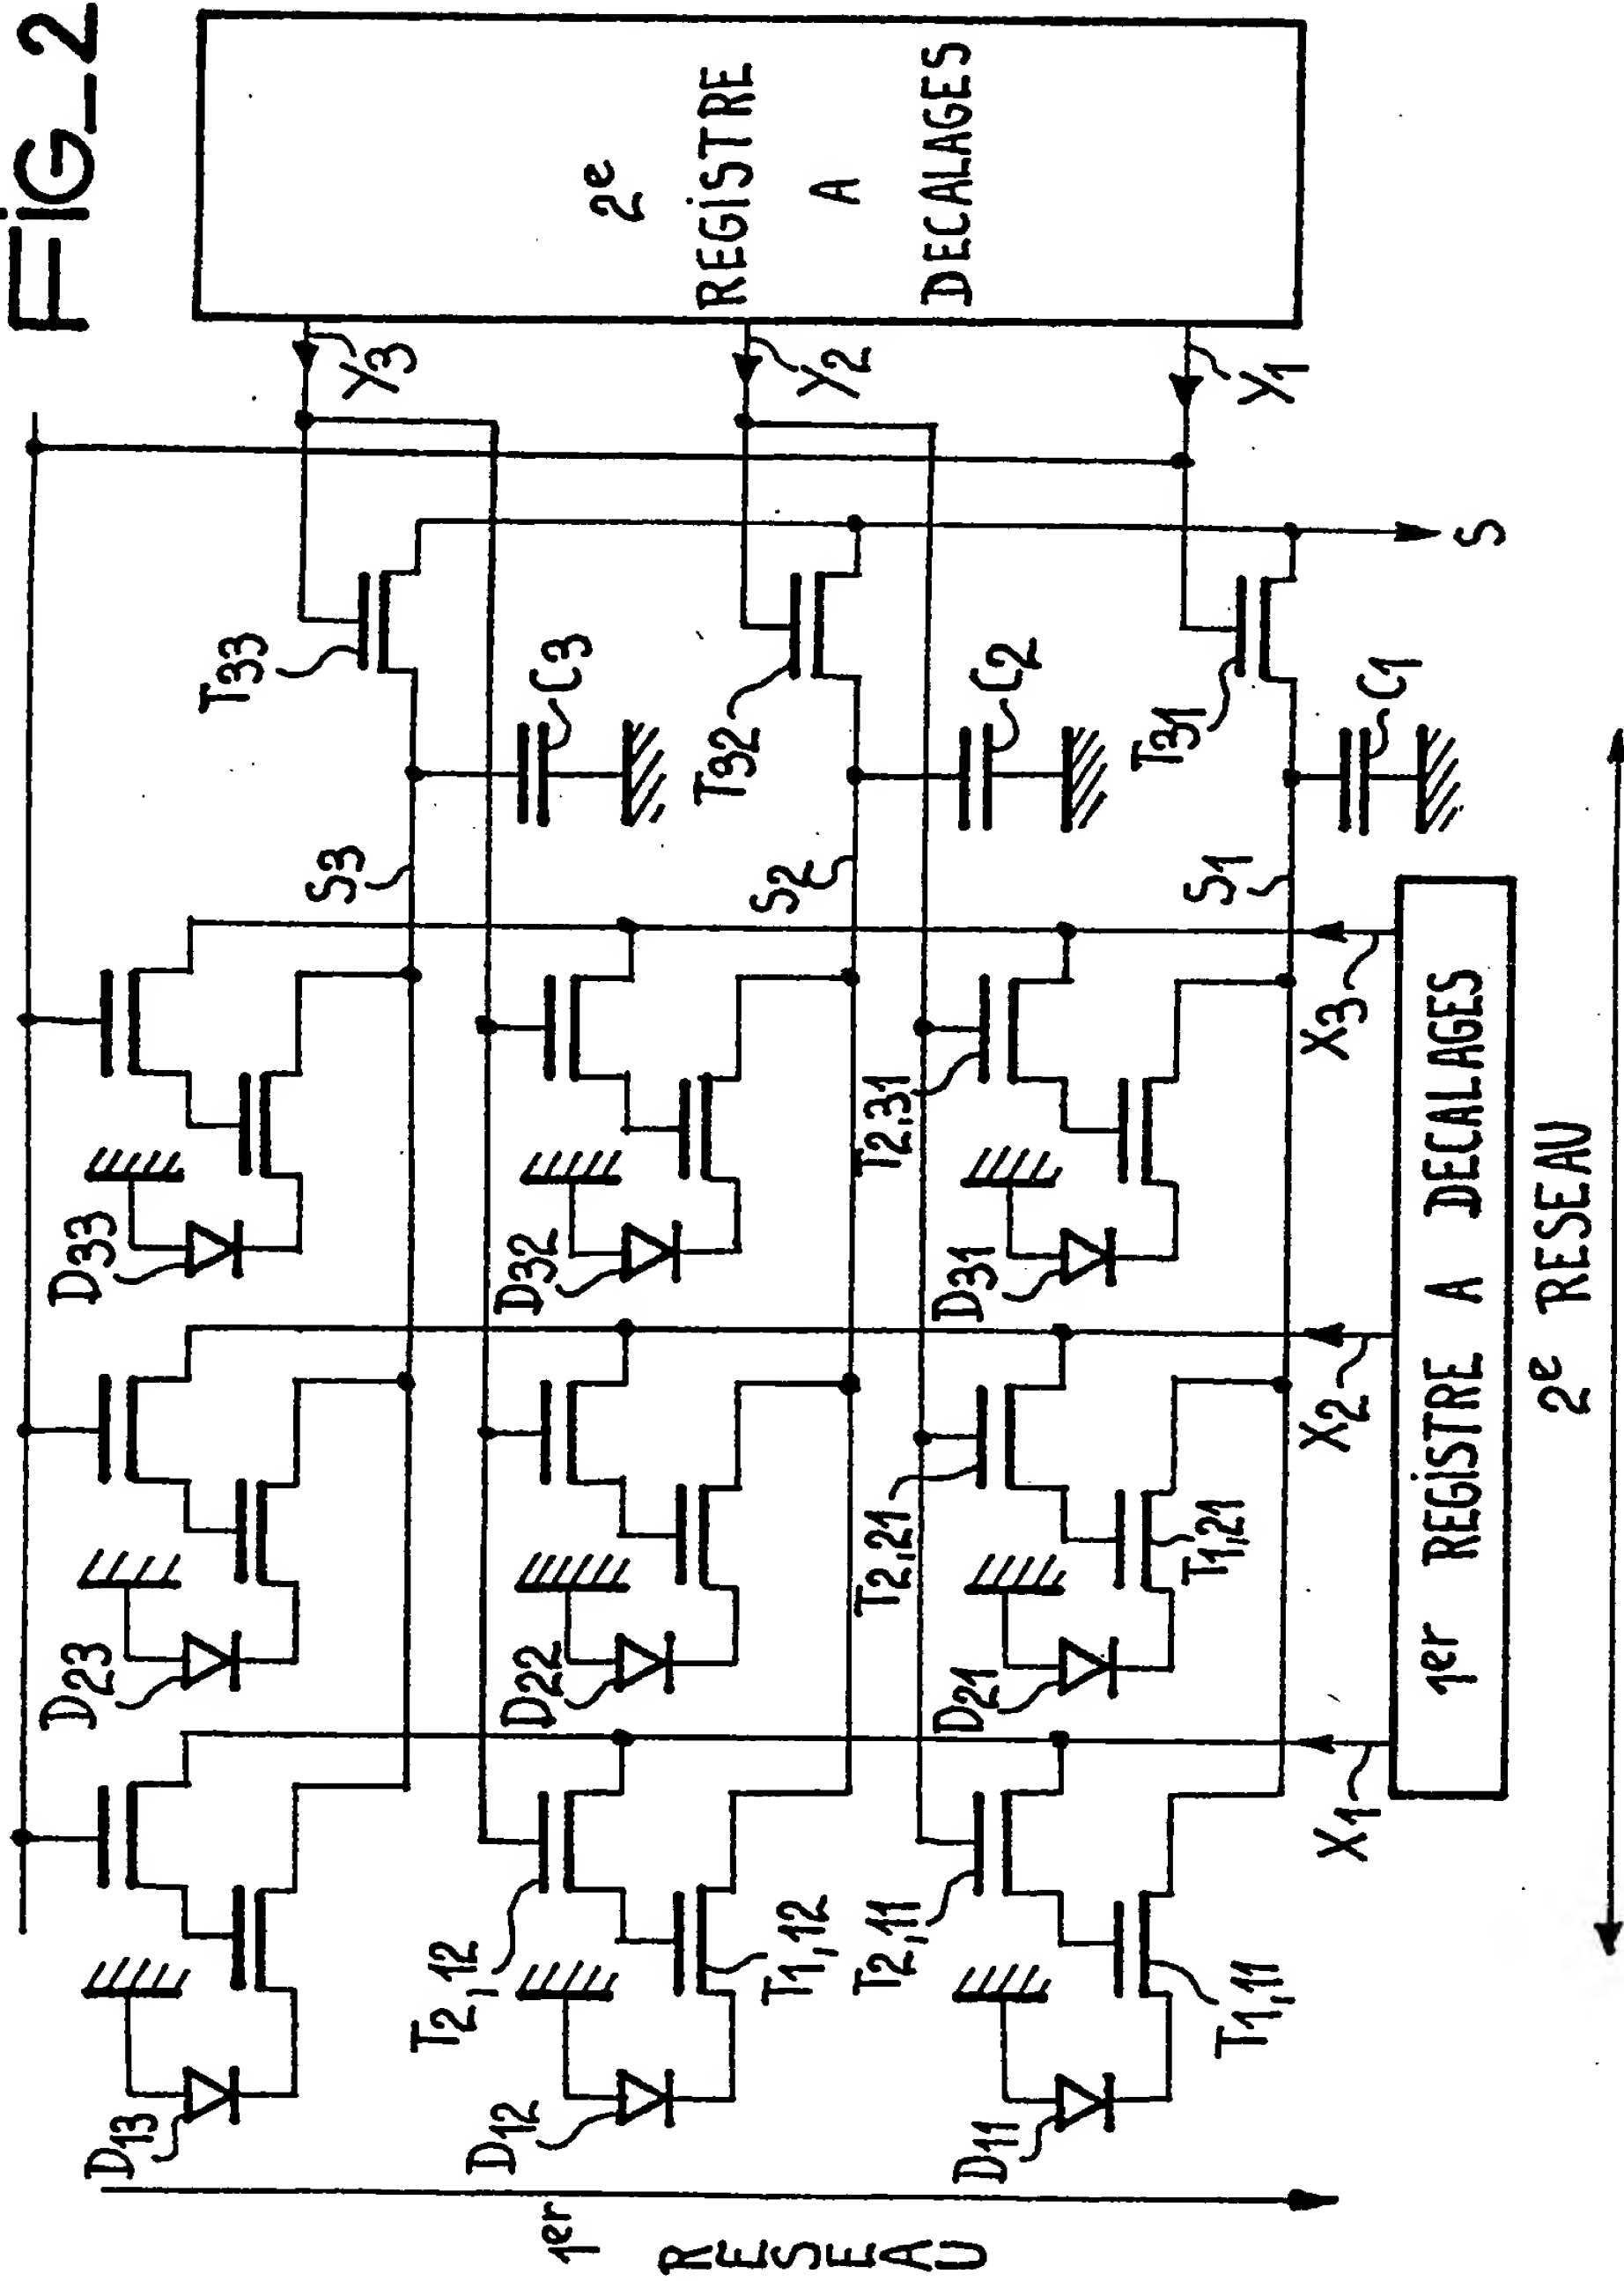 FiG_2
2e
REGiSTRE
A
DECALAGES
Y3
Y2
Y1
T33
C3
T32
C2
T31
C1
S
S3
S2
S1
D33
D32
T2,31
D31
X3
D23
D22
T2,21
D21
T1,21
X2
D13
T2,12
D12
T1,12
T2,11
D11
T1,11
X1
1er REGiSTRE A DECALAGES
2e RESEAU
1er
RESEAU